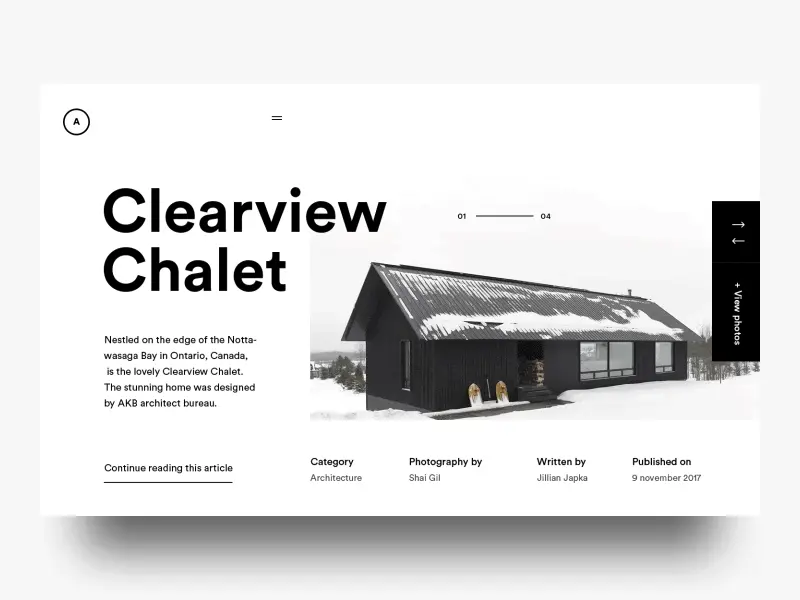 A
Clearview
Chalet
01
04
Nestled on the edge of the Notta-
wasaga Bay in Ontario, Canada,
is the lovely Clearview Chalet.
The stunning home was designed
by AKB architect bureau.
+ View photos
Continue reading this article
Category
Architecture
Photography by
Shai Gil
Written by
Jillian Japka
Published on
9 november 2017